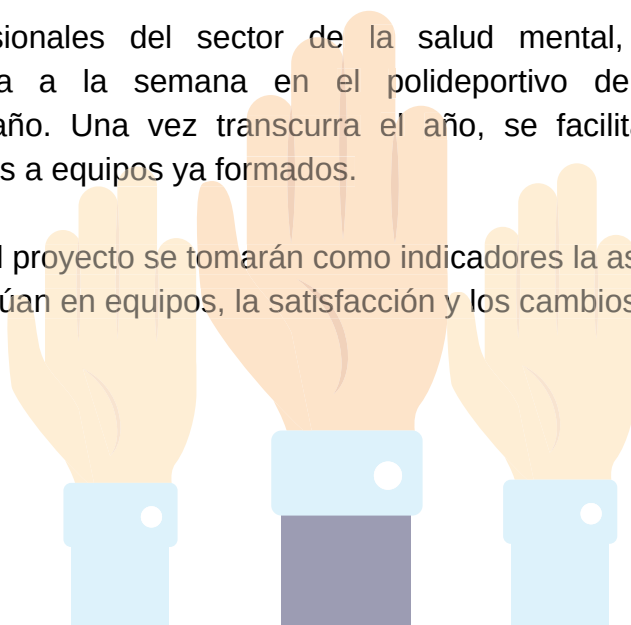 sionales del sector de la salud mental,
a a la semana en el polideportivo de
año. Una vez transcurra el año, se facilit
s a equipos ya formados.
l proyecto se tomarán como indicadores la as
úan en equipos, la satisfacción y los cambios